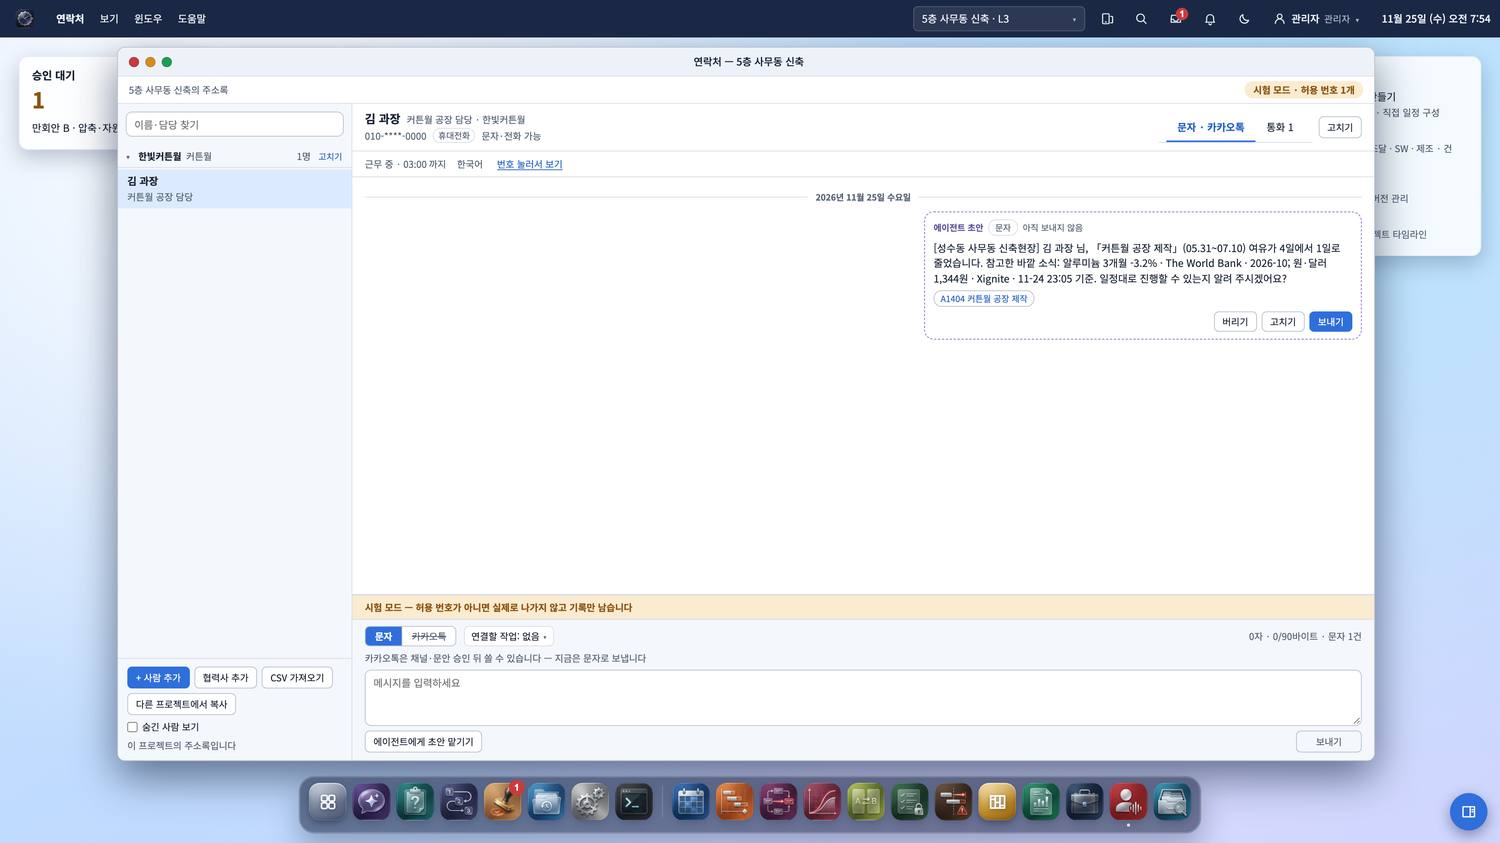 연락처 보기 윈도우 도움말
5층 사무동 신축 · L3
1
관리자 관리자
11월 25일 (수) 오전 7:54
승인 대기
1
만회안 B · 압축·자원
· 직접 일정 구성
· SW · 제조 · 건
버전 관리
타임라인
연락처 — 5층 사무동 신축
5층 사무동 신축의 주소록
시험 모드 · 허용 번호 1개
이름·담당 찾기
한빛커튼월 커튼월 1명 고치기
김 과장
커튼월 공장 담당
+ 사람 추가 협력사 추가 CSV 가져오기
다른 프로젝트에서 복사
숨긴 사람 보기
이 프로젝트의 주소록입니다
김 과장 커튼월 공장 담당 · 한빛커튼월
010-****-0000 휴대전화 문자·전화 가능
문자 · 카카오톡 통화 1 고치기
근무 중 · 03:00 까지 한국어 번호 눌러서 보기
2026년 11월 25일 수요일
에이전트 초안 문자 아직 보내지 않음
[성수동 사무동 신축현장] 김 과장 님, 「커튼월 공장 제작」(05.31~07.10) 여유가 4일에서 1일로
줄었습니다. 참고한 바깥 소식: 알루미늄 3개월 -3.2% · The World Bank · 2026-10; 원·달러
1,344원 · Xignite · 11-24 23:05 기준. 일정대로 진행할 수 있는지 알려 주시겠어요?
A1404 커튼월 공장 제작
버리기 고치기 보내기
시험 모드 — 허용 번호가 아니면 실제로 나가지 않고 기록만 남습니다
문자 카카오톡 연결할 작업: 없음
0자 · 0/90바이트 · 문자 1건
카카오톡은 채널·문안 승인 뒤 쓸 수 있습니다 — 지금은 문자로 보냅니다
메시지를 입력하세요
에이전트에게 초안 맡기기
보내기
1